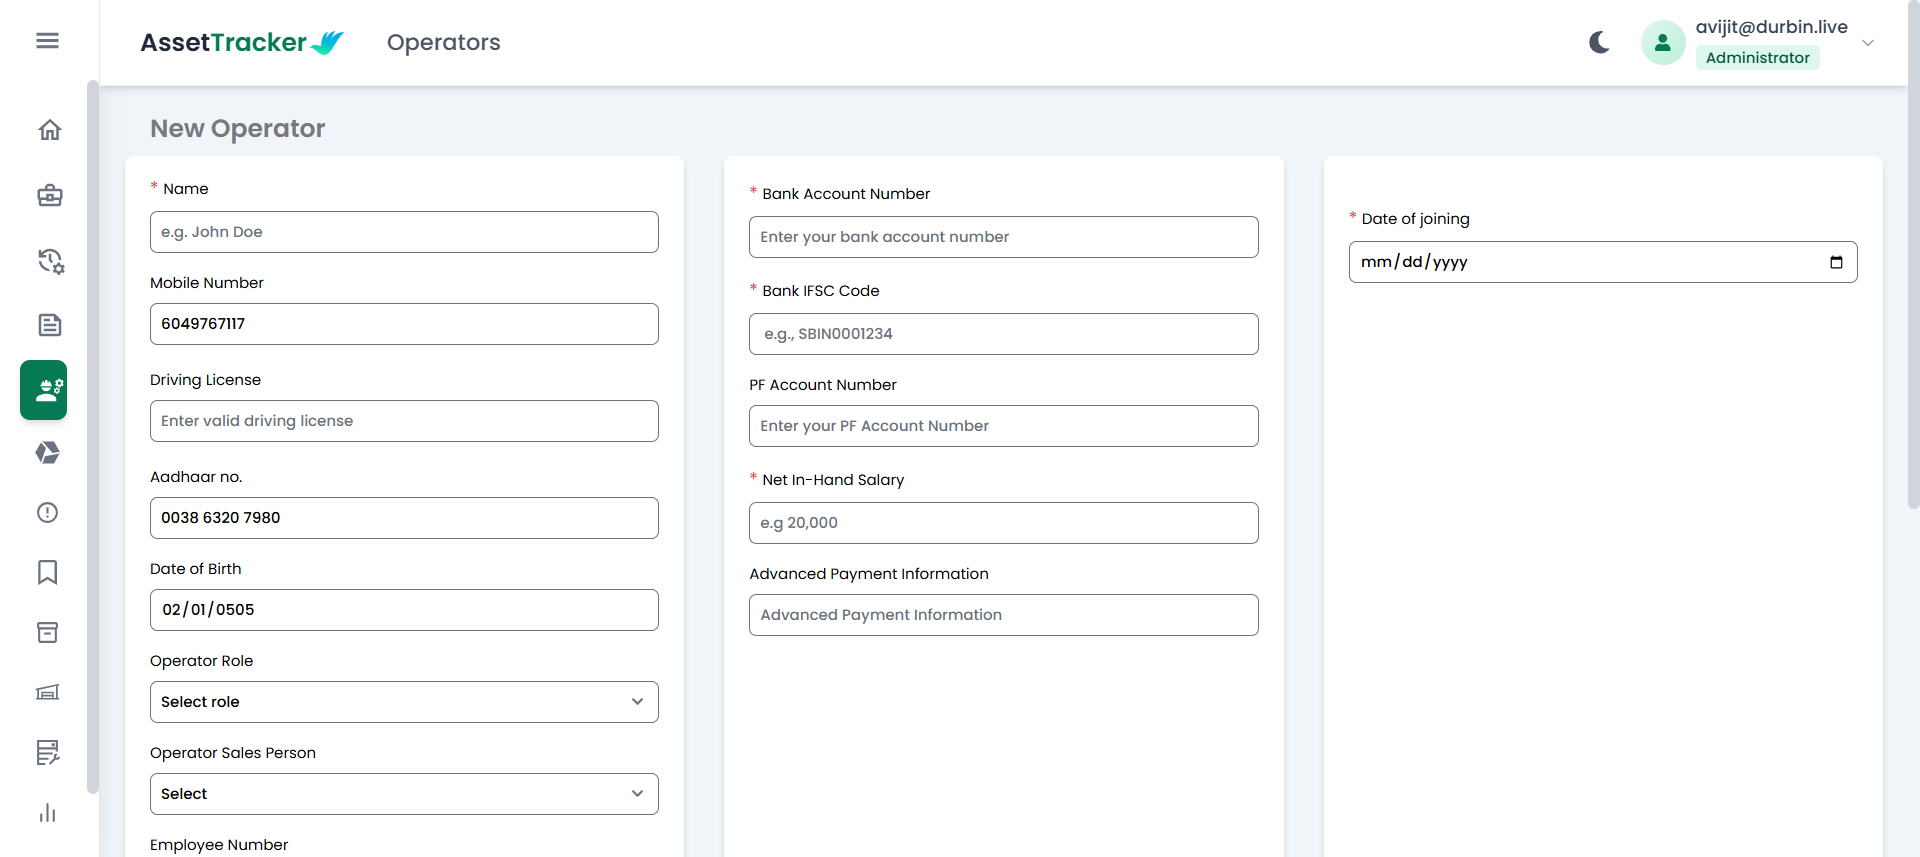 AssetTracker
Operators
avijit@durbin.live
Administrator
New Operator
* Name
e.g. John Doe
Mobile Number
6049767117
Driving License
Enter valid driving license
Aadhaar no.
0038 6320 7980
Date of Birth
02/01/0505
Operator Role
Select role
Operator Sales Person
Select
Employee Number
* Bank Account Number
Enter your bank account number
* Bank IFSC Code
e.g., SBIN0001234
PF Account Number
Enter your PF Account Number
* Net In-Hand Salary
e.g 20,000
Advanced Payment Information
Advanced Payment Information
* Date of joining
mm/dd/yyyy